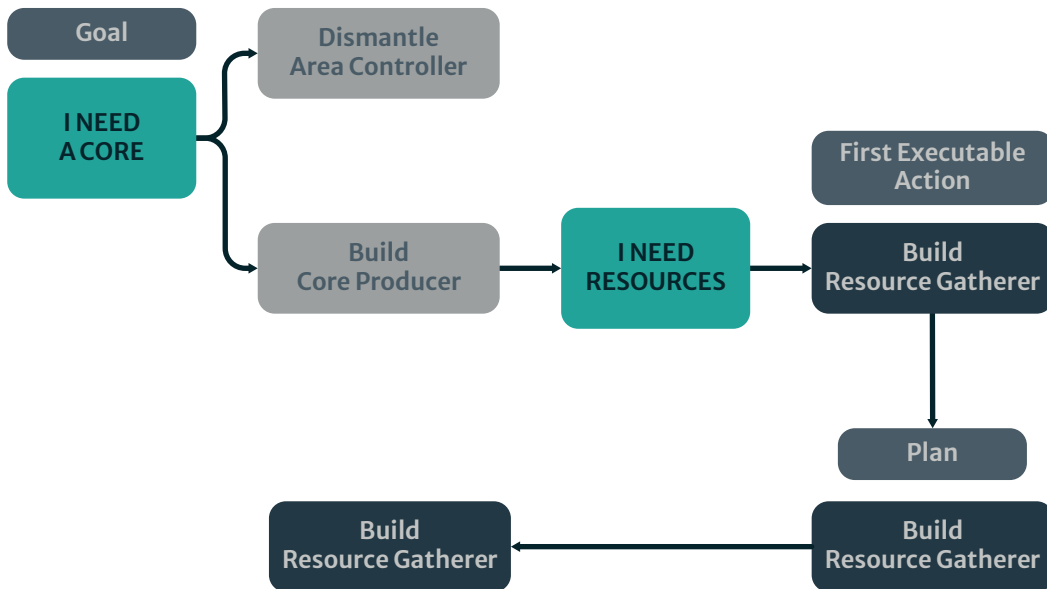 Goal
I NEED
A CORE
Dismantle
Area Controller
Build
Core Producer
I NEED
RESOURCES
First Executable
Action
Build
Resource Gatherer
Plan
Build
Resource Gatherer
Build
Resource Gatherer